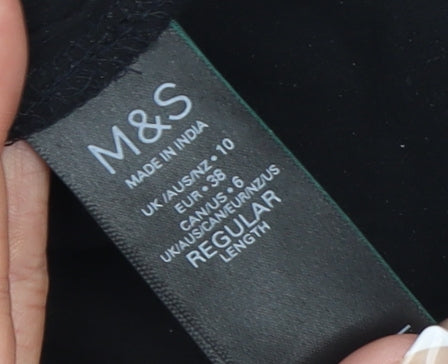 M&S
MADE IN INDIA
UK/AUS/NZ • 10
EUR • 38
CAN/US • 6
UK/AUS/CAN/EUR/NZ/US
REGULAR
LENGTH